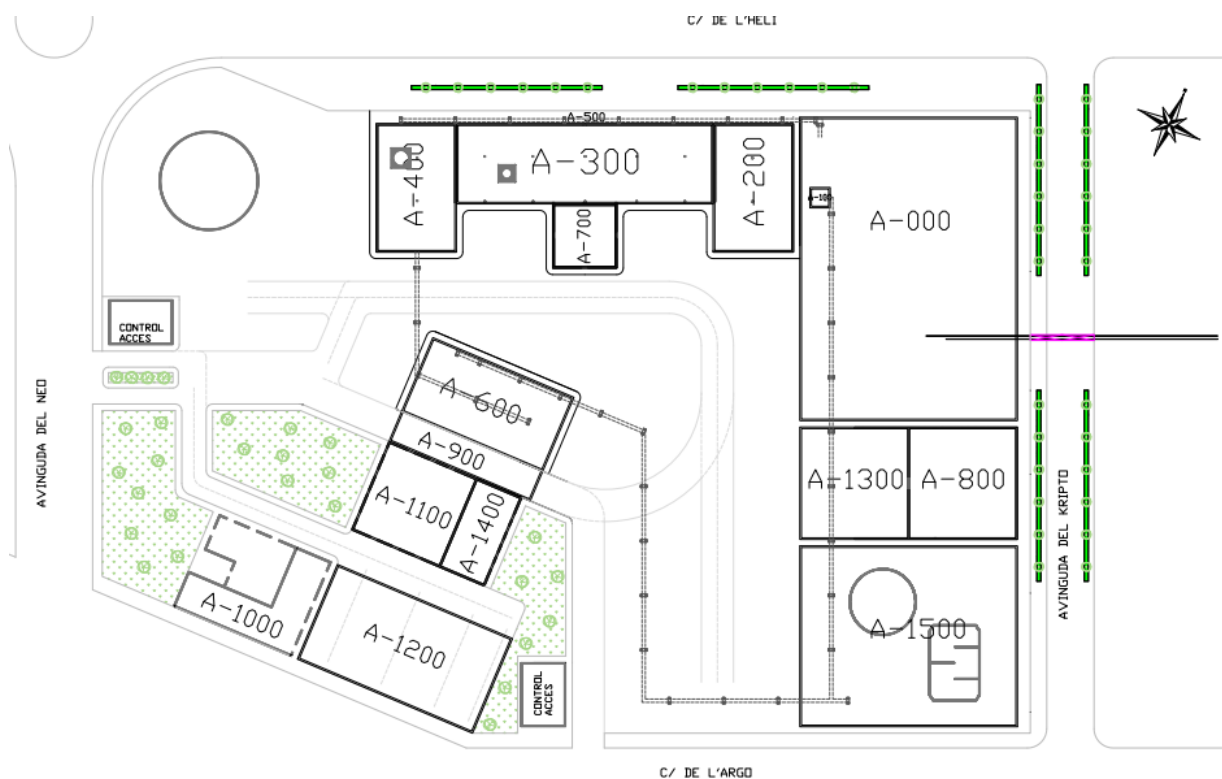 C/ DE L'HELI
A-500
A-400
A-300
A-200
A-100
A-000
A-700
CONTROL
ACCES
AVINGUDA DEL NEO
A-600
A-900
A-1100
A-1400
A-1300
A-800
AVINGUDA DEL KRIPTO
A-1000
A-1200
A-1500
CONTROL
ACCES
C/ DE L'ARGO